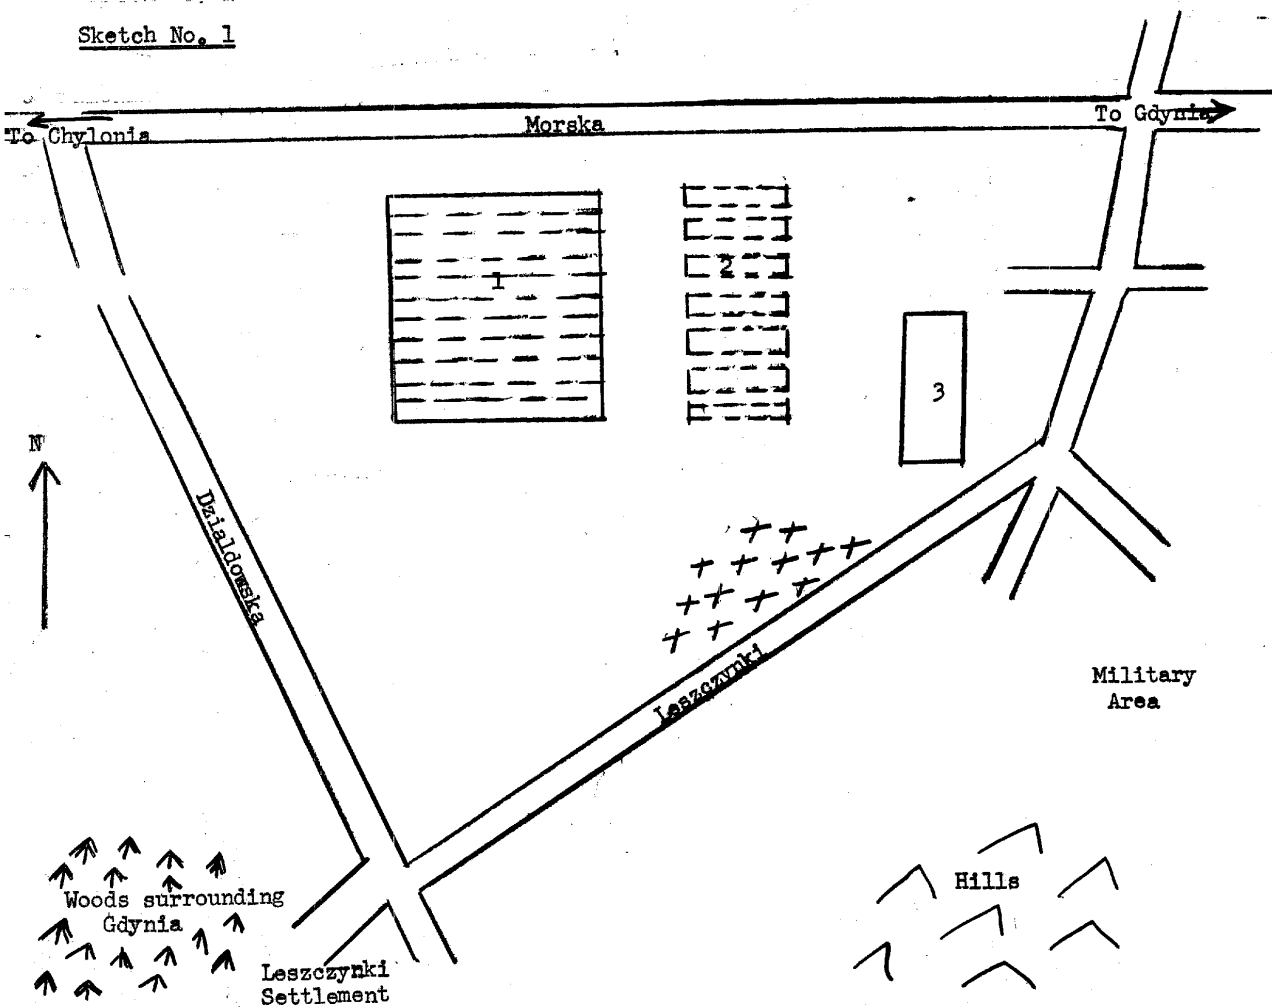 Sketch No. 1
To Chylonia
Morska
To Gdynia
1
2
3
N
Dzialdowska
Leszczynki
Military
Area
Hills
Woods surrounding
Gdynia
Leszczynki
Settlement